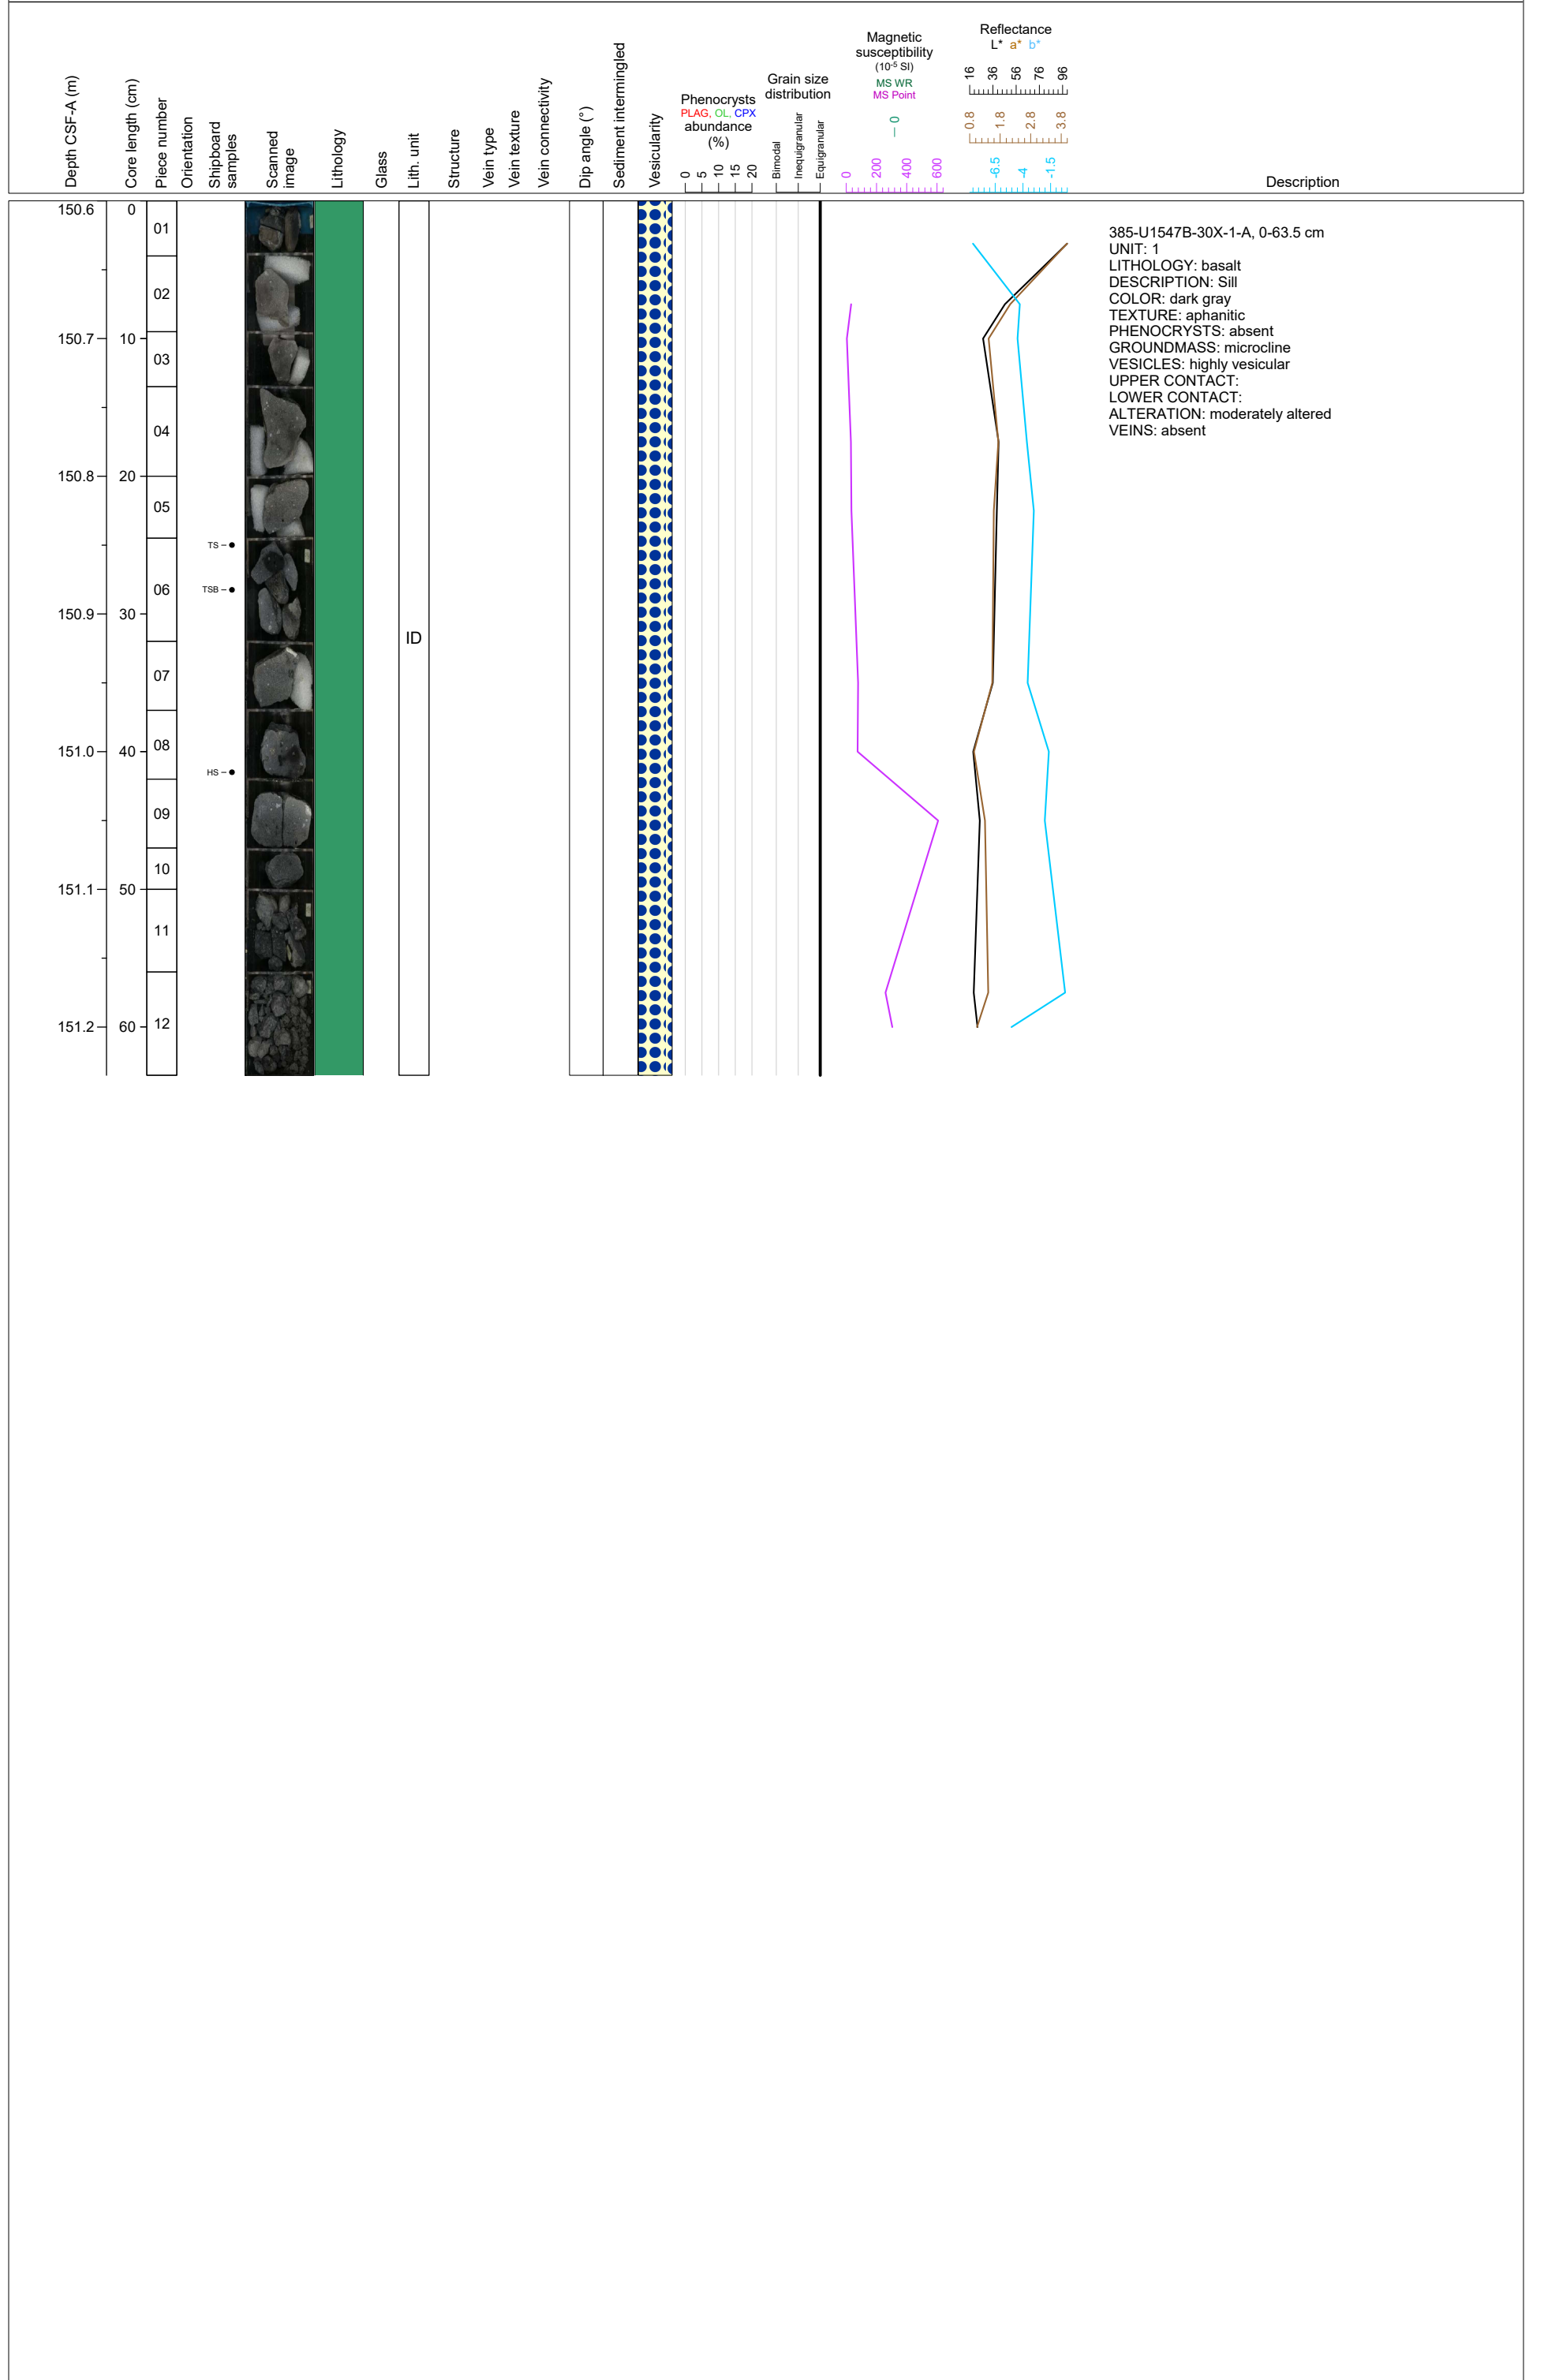 Depth CSF-A (m)
Core length (cm)
Piece number
Orientation
Shipboard
samples
Scanned
image
Lithology
Glass
Lith. unit
Structure
Vein type
Vein texture
Vein connectivity
Dip angle (°)
Sediment intermingled
Vesicularity
Phenocrysts
PLAG, OL, CPX
abundance
(%)
0 5 10 15 20
Grain size
distribution
Bimodal
Inequigranular
Equigranular
Magnetic
susceptibility
(10⁻⁵ SI)
MS WR
MS Point
0
0 200 400 600
Reflectance
L* a* b*
16 36 56 76 96
0.8 1.8 2.8 3.8
-6.5 -4 -1.5
Description
150.6 0
01
02
150.7 10
03
04
150.8 20
05
TS
TSB
06
150.9 30
ID
07
08
151.0 40
HS
09
10
151.1 50
11
12
151.2 60
385-U1547B-30X-1-A, 0-63.5 cm
UNIT: 1
LITHOLOGY: basalt
DESCRIPTION: Sill
COLOR: dark gray
TEXTURE: aphanitic
PHENOCRYSTS: absent
GROUNDMASS: microcline
VESICLES: highly vesicular
UPPER CONTACT:
LOWER CONTACT:
ALTERATION: moderately altered
VEINS: absent